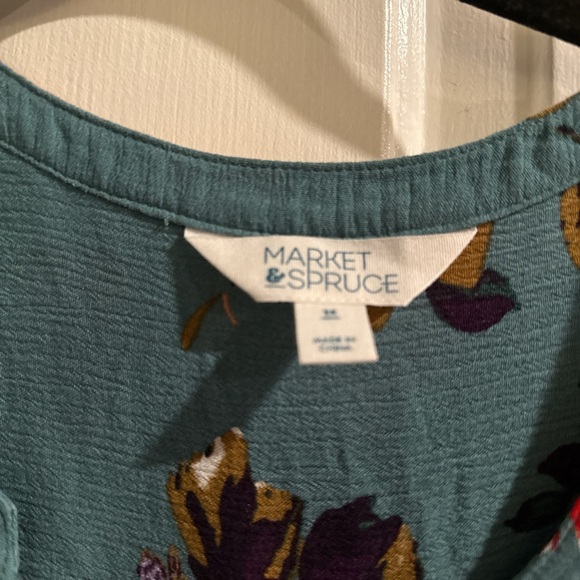 MARKET
& SPRUCE
MADE IN
CHINA